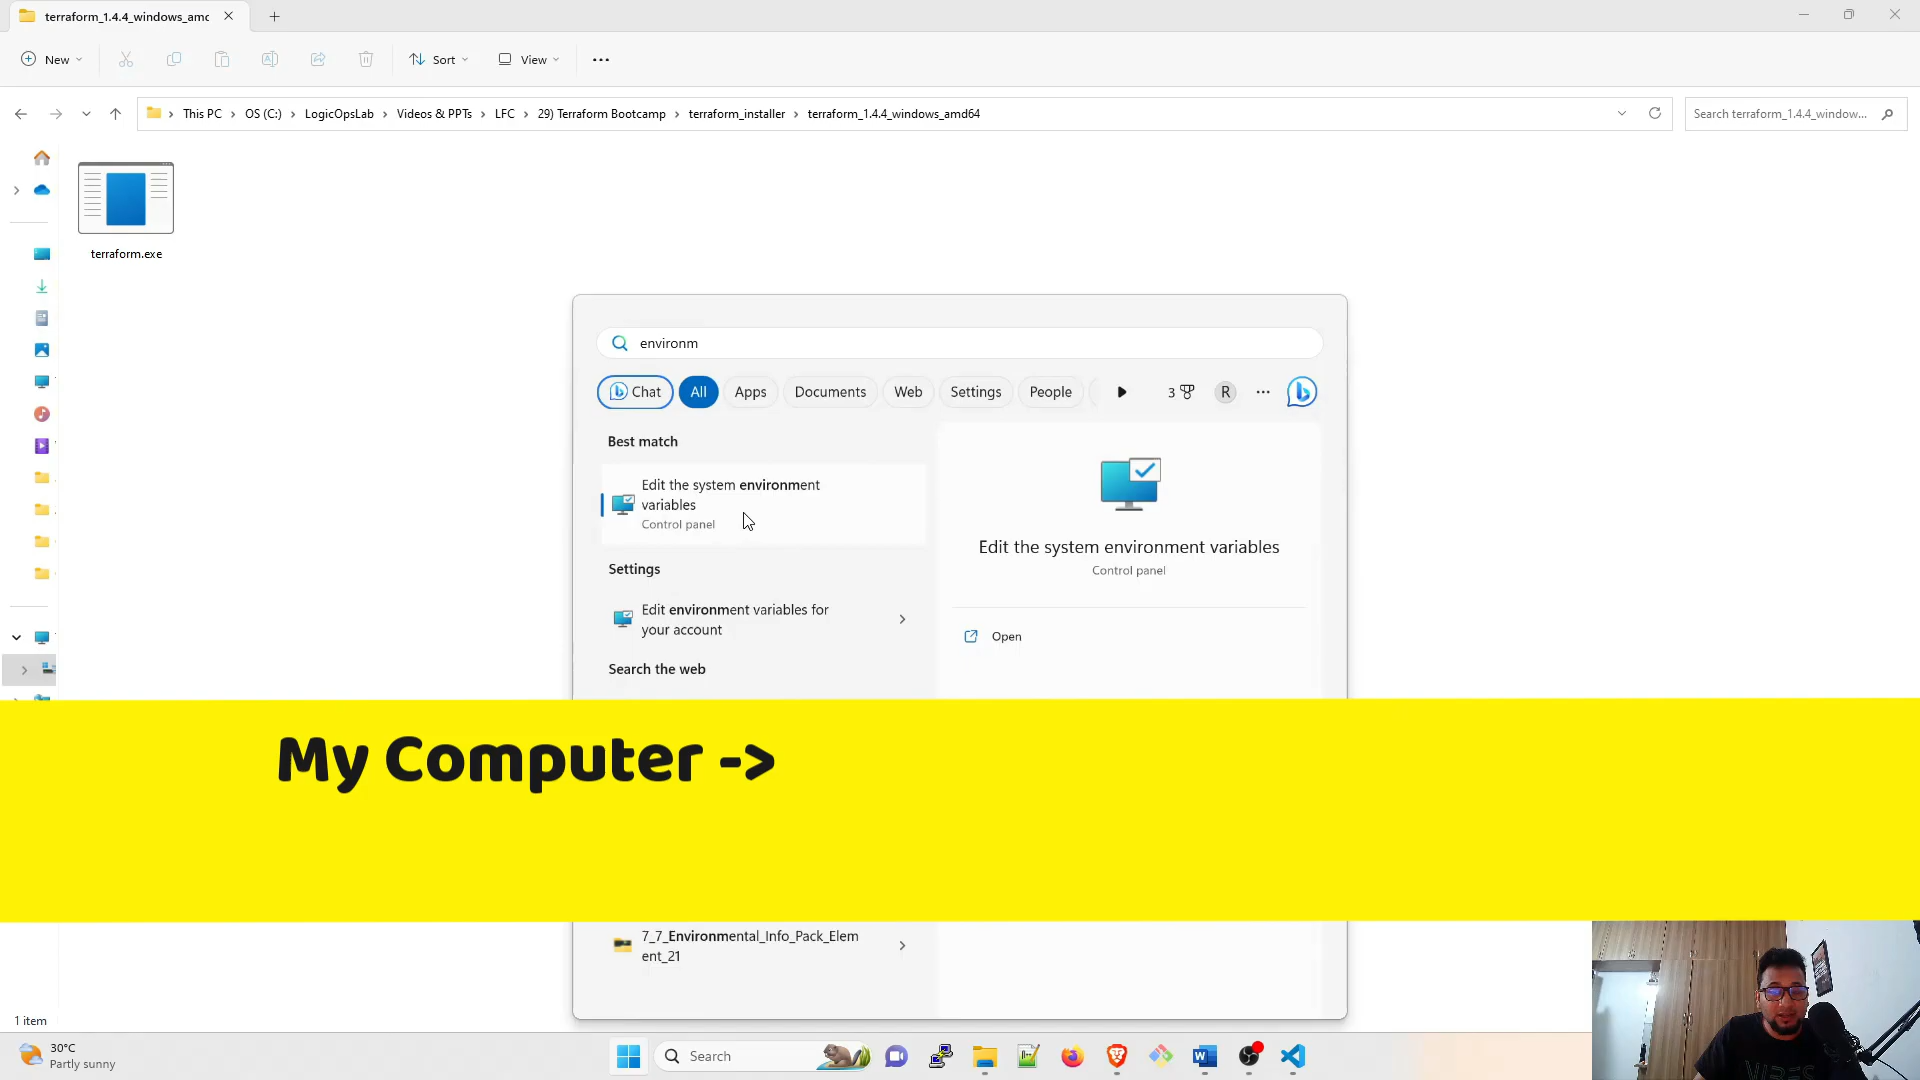 terraform_1.4.4_windows_amc
New
Sort
View
This PC > OS (C:) > LogicOpsLab > Videos & PPTs > LFC > 29) Terraform Bootcamp > terraform_installer > terraform_1.4.4_windows_amd64
Search terraform_1.4.4_window...
terraform.exe
environm
Chat
All
Apps
Documents
Web
Settings
People
3
R
Best match
Edit the system environment
variables
Control panel
Edit the system environment variables
Control panel
Settings
Edit environment variables for
your account
Open
Search the web
My Computer ->
7_7_Environmental_Info_Pack_Elem
ent_21
1 item
30°C
Partly sunny
Search